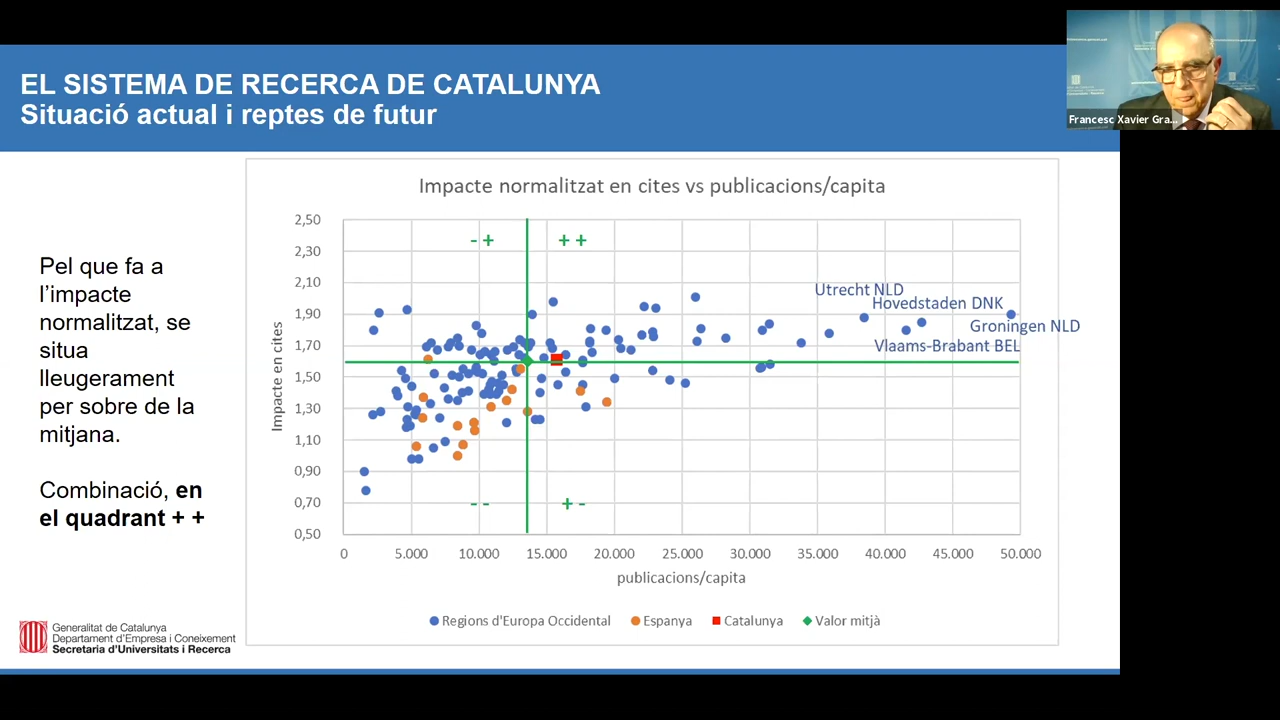 EL SISTEMA DE RECERCA DE CATALUNYA
Situació actual i reptes de futur
Francesc Xavier Gra...
Pel que fa a
l'impacte
normalitzat, se
situa
lleugerament
per sobre de la
mitjana.
Combinació, en
el quadrant + +
Impacte normalitzat en cites vs publicacions/capita
Impacte en cites
2,50
2,30
2,10
1,90
1,70
1,50
1,30
1,10
0,90
0,70
0,50
- +
+ +
- -
+ -
Utrecht NLD
Hovedstaden DNK
Groningen NLD
Vlaams-Brabant BEL
0 5.000 10.000 15.000 20.000 25.000 30.000 35.000 40.000 45.000 50.000
publicacions/capita
Regions d'Europa Occidental Espanya Catalunya Valor mitjà
Generalitat de Catalunya
Departament d'Empresa i Coneixement
Secretaria d'Universitats i Recerca